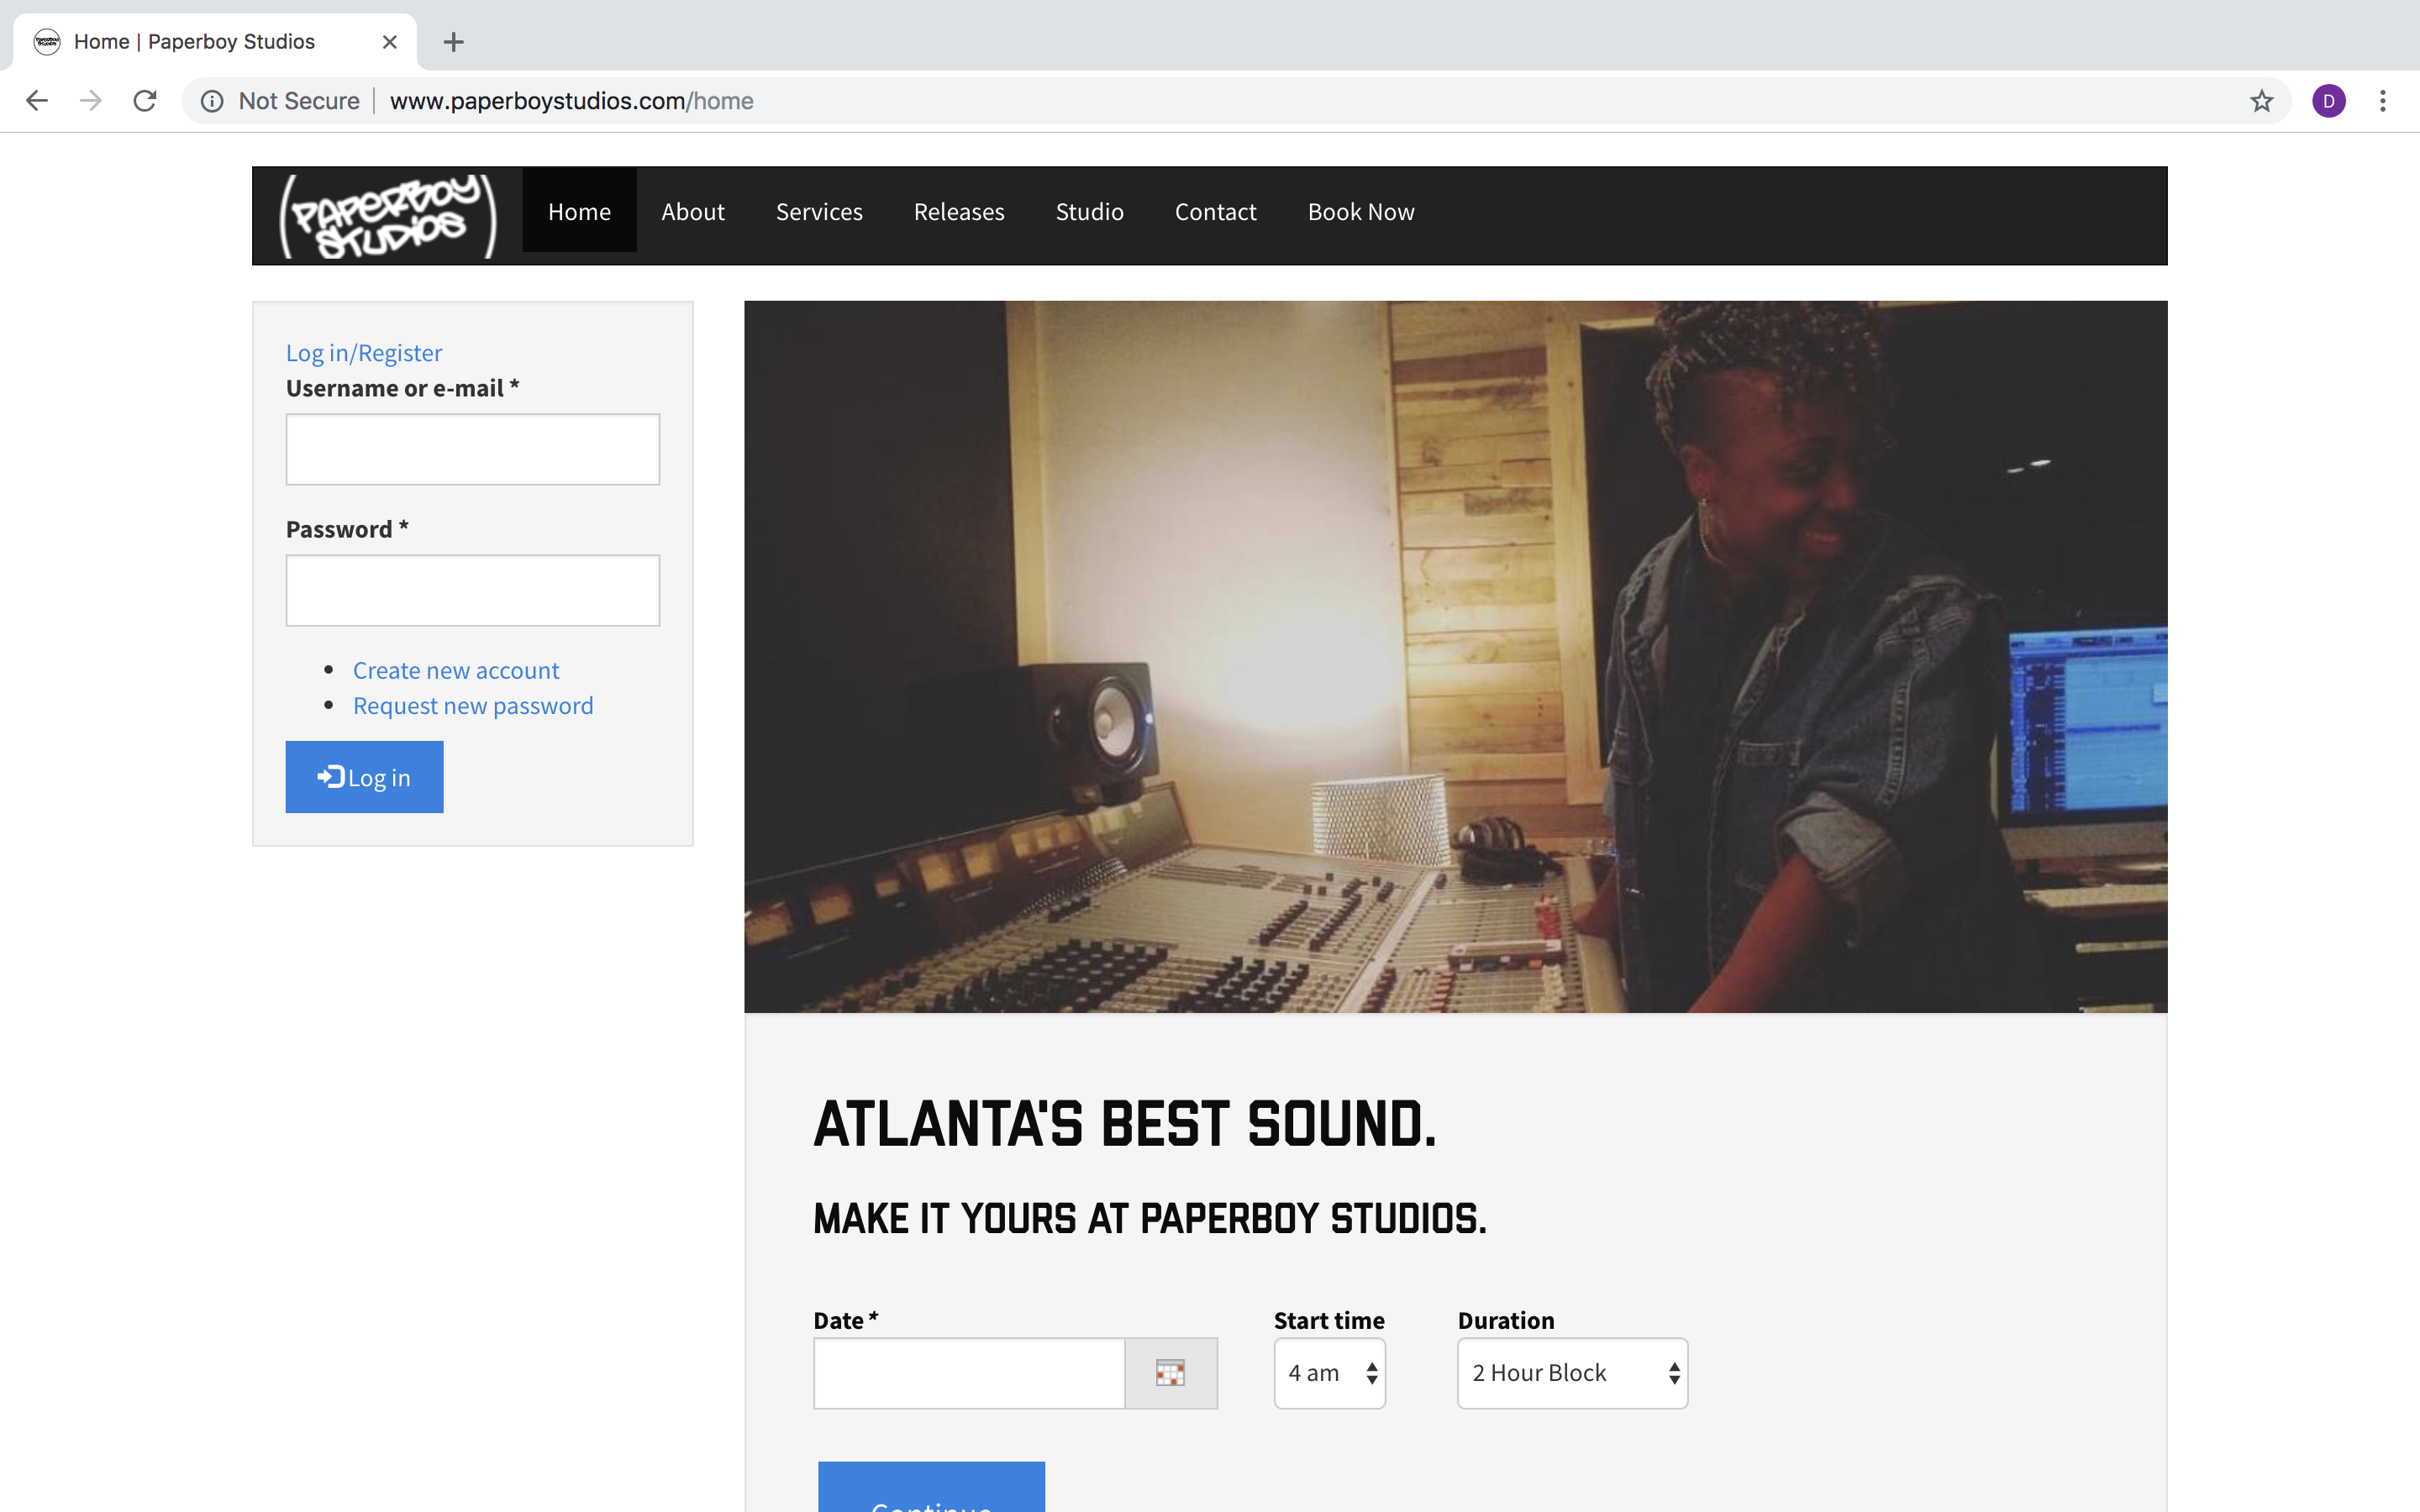 Home | Paperboy Studios
Not Secure www.paperboystudios.com/home
PAPERBOY
STUDIOS
Home About Services Releases Studio Contact Book Now
Log in/Register
Username or e-mail *
Password *
Create new account
Request new password
Log in
ATLANTA'S BEST SOUND.
MAKE IT YOURS AT PAPERBOY STUDIOS.
Date * Start time Duration
4 am 2 Hour Block
Continue
D